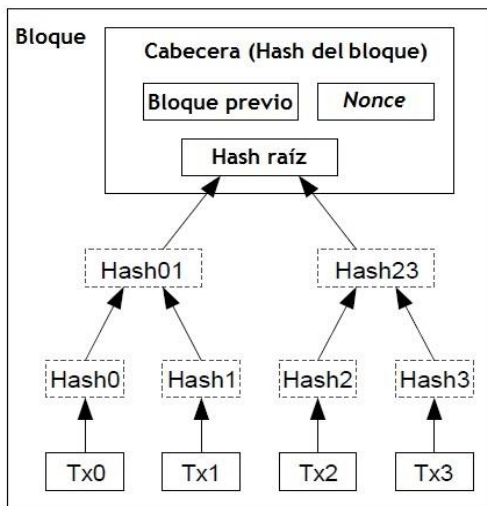 Bloque
Cabecera (Hash del bloque)
Bloque previo
Nonce
Hash raíz
Hash01
Hash23
Hash0
Hash1
Hash2
Hash3
Tx0
Tx1
Tx2
Tx3